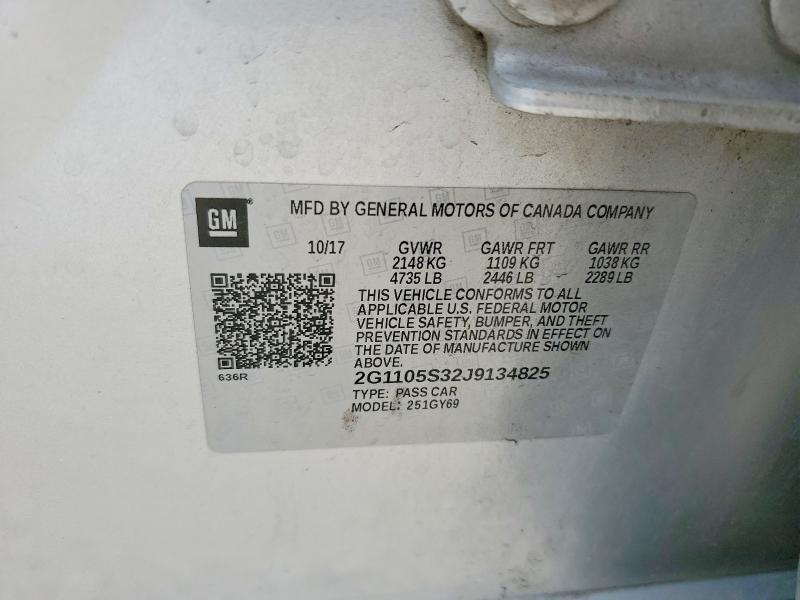 GM
MFD BY GENERAL MOTORS OF CANADA COMPANY
10/17 GVWR GAWR FRT GAWR RR
2148 KG 1109 KG 1038 KG
4735 LB 2446 LB 2289 LB
THIS VEHICLE CONFORMS TO ALL
APPLICABLE U.S. FEDERAL MOTOR
VEHICLE SAFETY, BUMPER, AND THEFT
PREVENTION STANDARDS IN EFFECT ON
THE DATE OF MANUFACTURE SHOWN
ABOVE.
636R
2G1105S32J9134825
TYPE: PASS CAR
MODEL: 251GY69